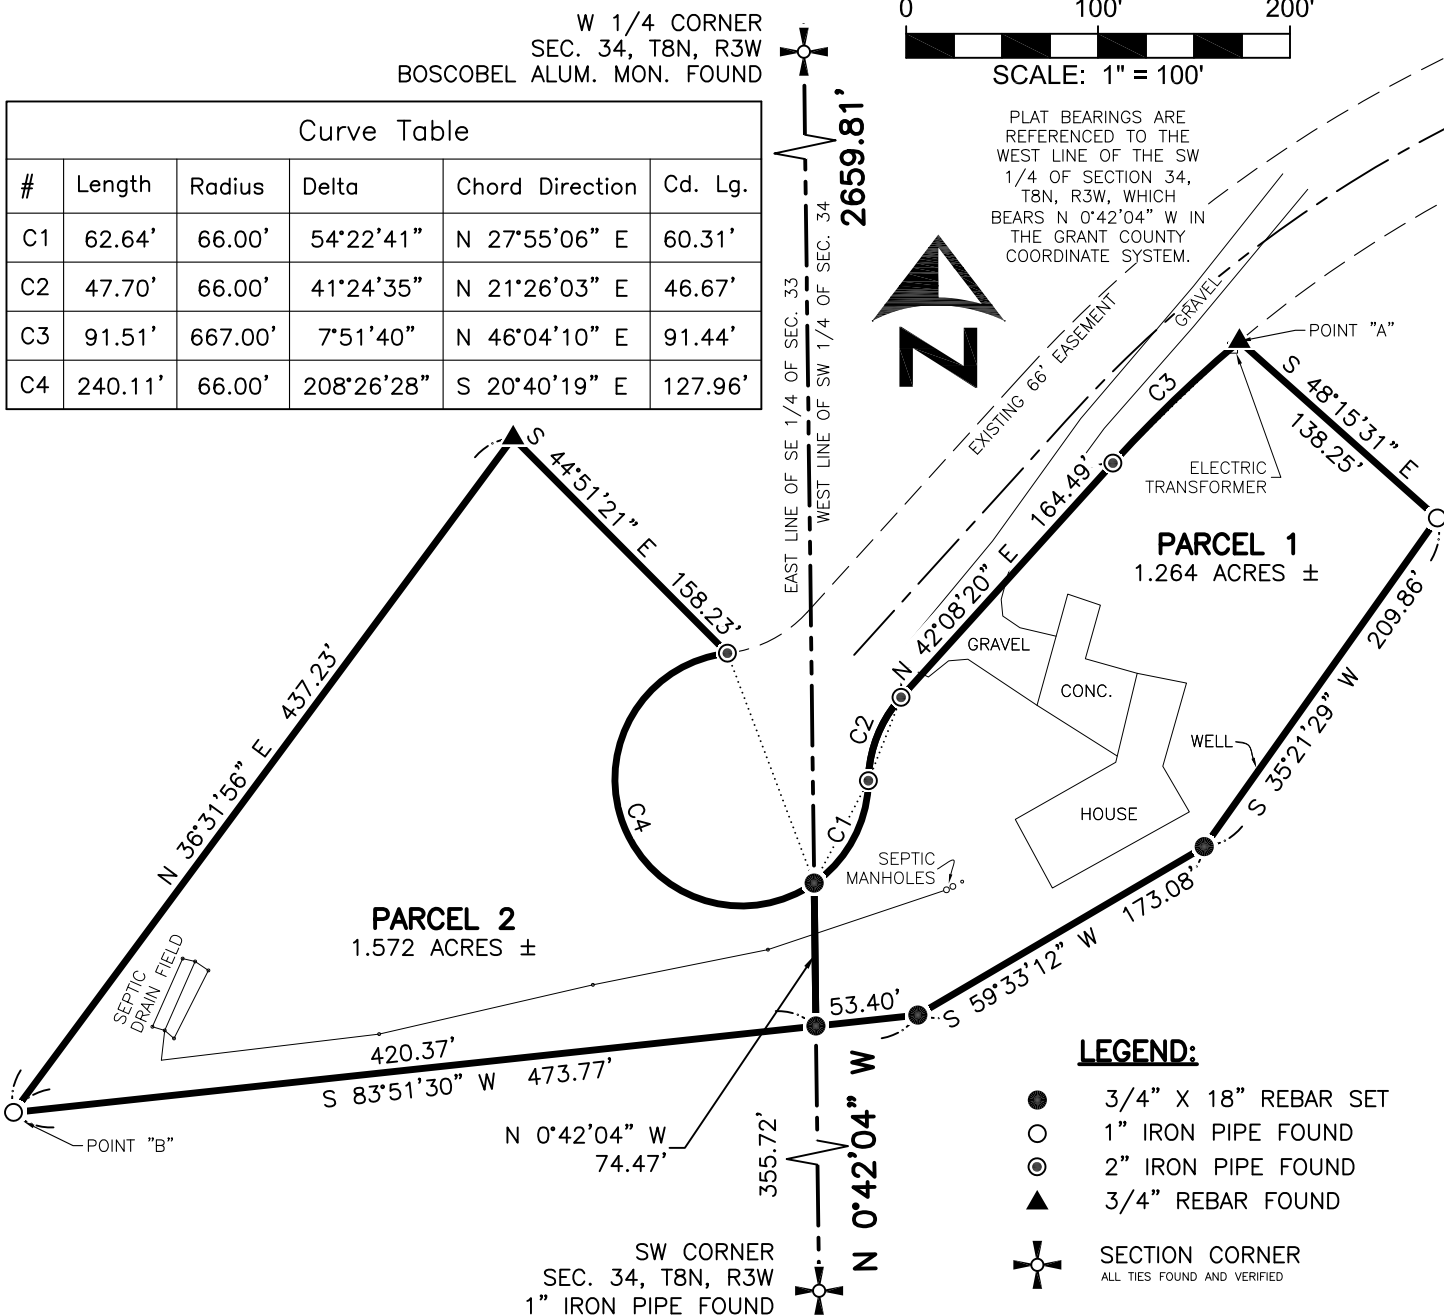 W 1/4 CORNER
SEC. 34, T8N, R3W
BOSCOBEL ALUM. MON. FOUND
0 100' 200'
SCALE: 1" = 100'
PLAT BEARINGS ARE
REFERENCED TO THE
WEST LINE OF THE SW
1/4 OF SECTION 34,
T8N, R3W, WHICH
BEARS N 0°42'04" W IN
THE GRANT COUNTY
COORDINATE SYSTEM.
Curve Table
# Length Radius Delta Chord Direction Cd. Lg.
C1 62.64' 66.00' 54°22'41" N 27°55'06" E 60.31'
C2 47.70' 66.00' 41°24'35" N 21°26'03" E 46.67'
C3 91.51' 667.00' 7°51'40" N 46°04'10" E 91.44'
C4 240.11' 66.00' 208°26'28" S 20°40'19" E 127.96'
2659.81'
EAST LINE OF SE 1/4 OF SEC. 33
WEST LINE OF SW 1/4 OF SEC. 34
N
EXISTING 66' EASEMENT
GRAVEL
POINT "A"
C3
S 48°15'31" E
138.25'
ELECTRIC
TRANSFORMER
PARCEL 1
1.264 ACRES ±
N 42°08'20" E 164.49'
S 44°51'21" E 158.23'
N 36°31'56" E 437.23'
GRAVEL
CONC.
HOUSE
WELL
S 35°21'29" W 209.86'
C2
C1
C4
SEPTIC
MANHOLES
PARCEL 2
1.572 ACRES ±
SEPTIC
DRAIN FIELD
S 59°33'12" W 173.08'
53.40'
420.37'
S 83°51'30" W 473.77'
POINT "B"
N 0°42'04" W
74.47'
355.72'
N 0°42'04" W
LEGEND:
3/4" X 18" REBAR SET
1" IRON PIPE FOUND
2" IRON PIPE FOUND
3/4" REBAR FOUND
SECTION CORNER
ALL TIES FOUND AND VERIFIED
SW CORNER
SEC. 34, T8N, R3W
1" IRON PIPE FOUND